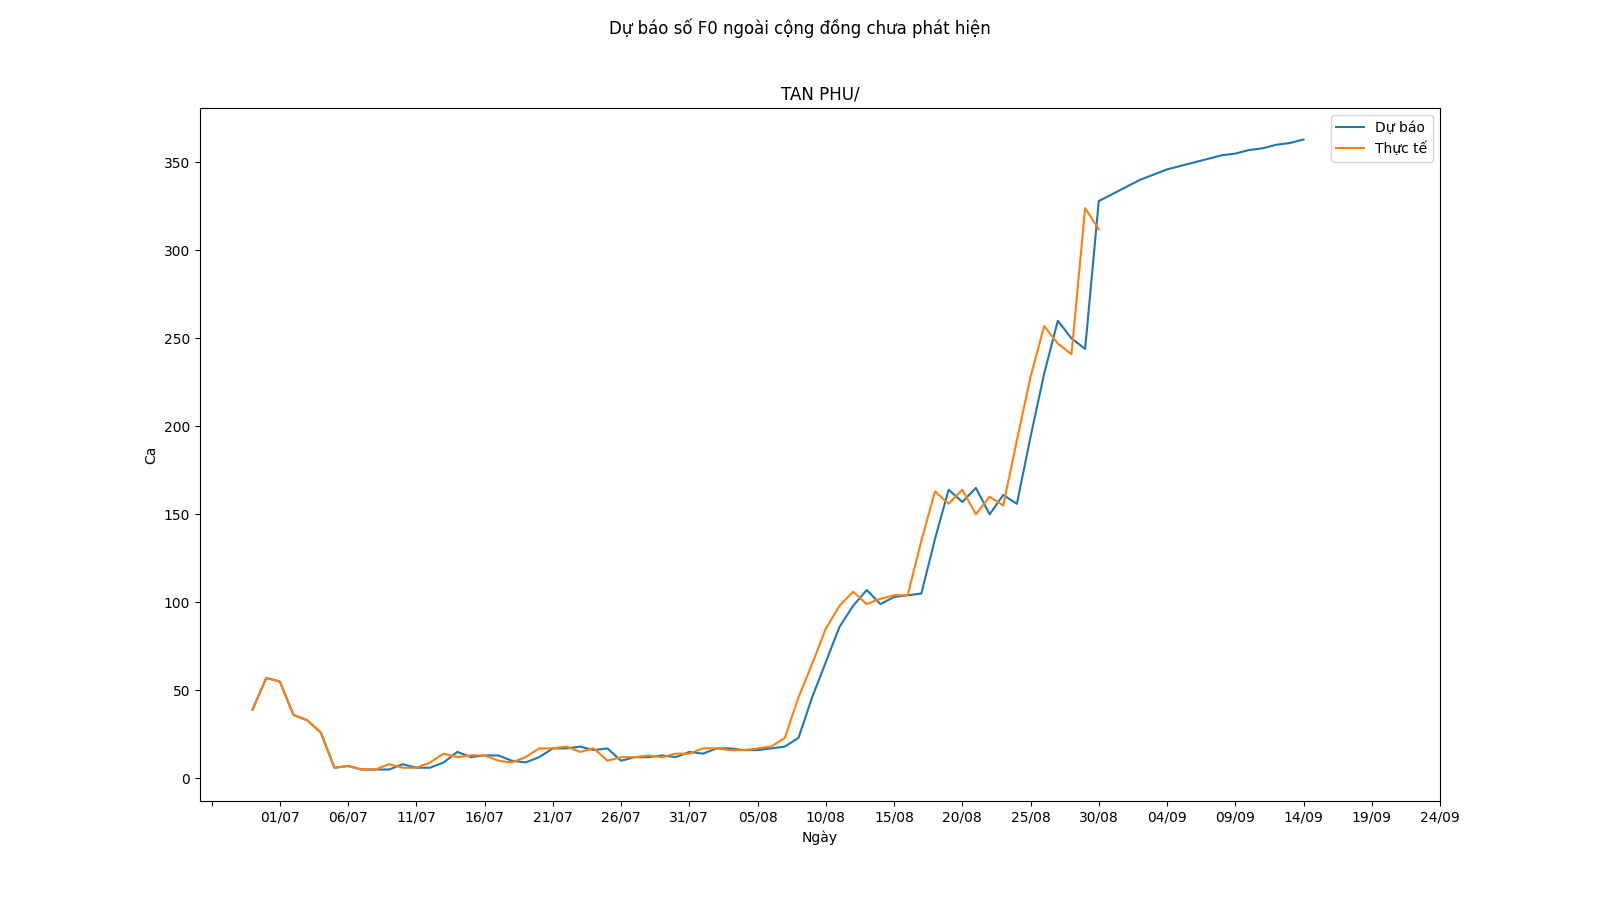 Dự báo số F0 ngoài cộng đồng chưa phát hiện
TAN PHU/
Dự báo
Thực tế
350
300
250
200
150
100
50
0
Ca
01/07 06/07 11/07 16/07 21/07 26/07 31/07 05/08 10/08 15/08 20/08 25/08 30/08 04/09 09/09 14/09 19/09 24/09
Ngày